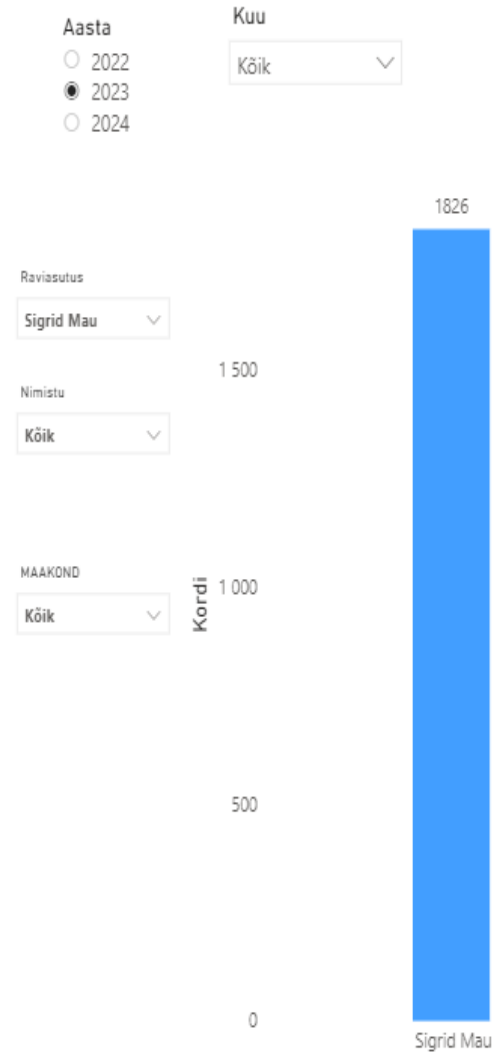 Aasta
2022
2023
2024
Kuu
Kõik
1826
Raviasutus
Sigrid Mau
Nimistu
Kõik
MAAKOND
Kõik
Kordi
1 500
1 000
500
0
Sigrid Mau